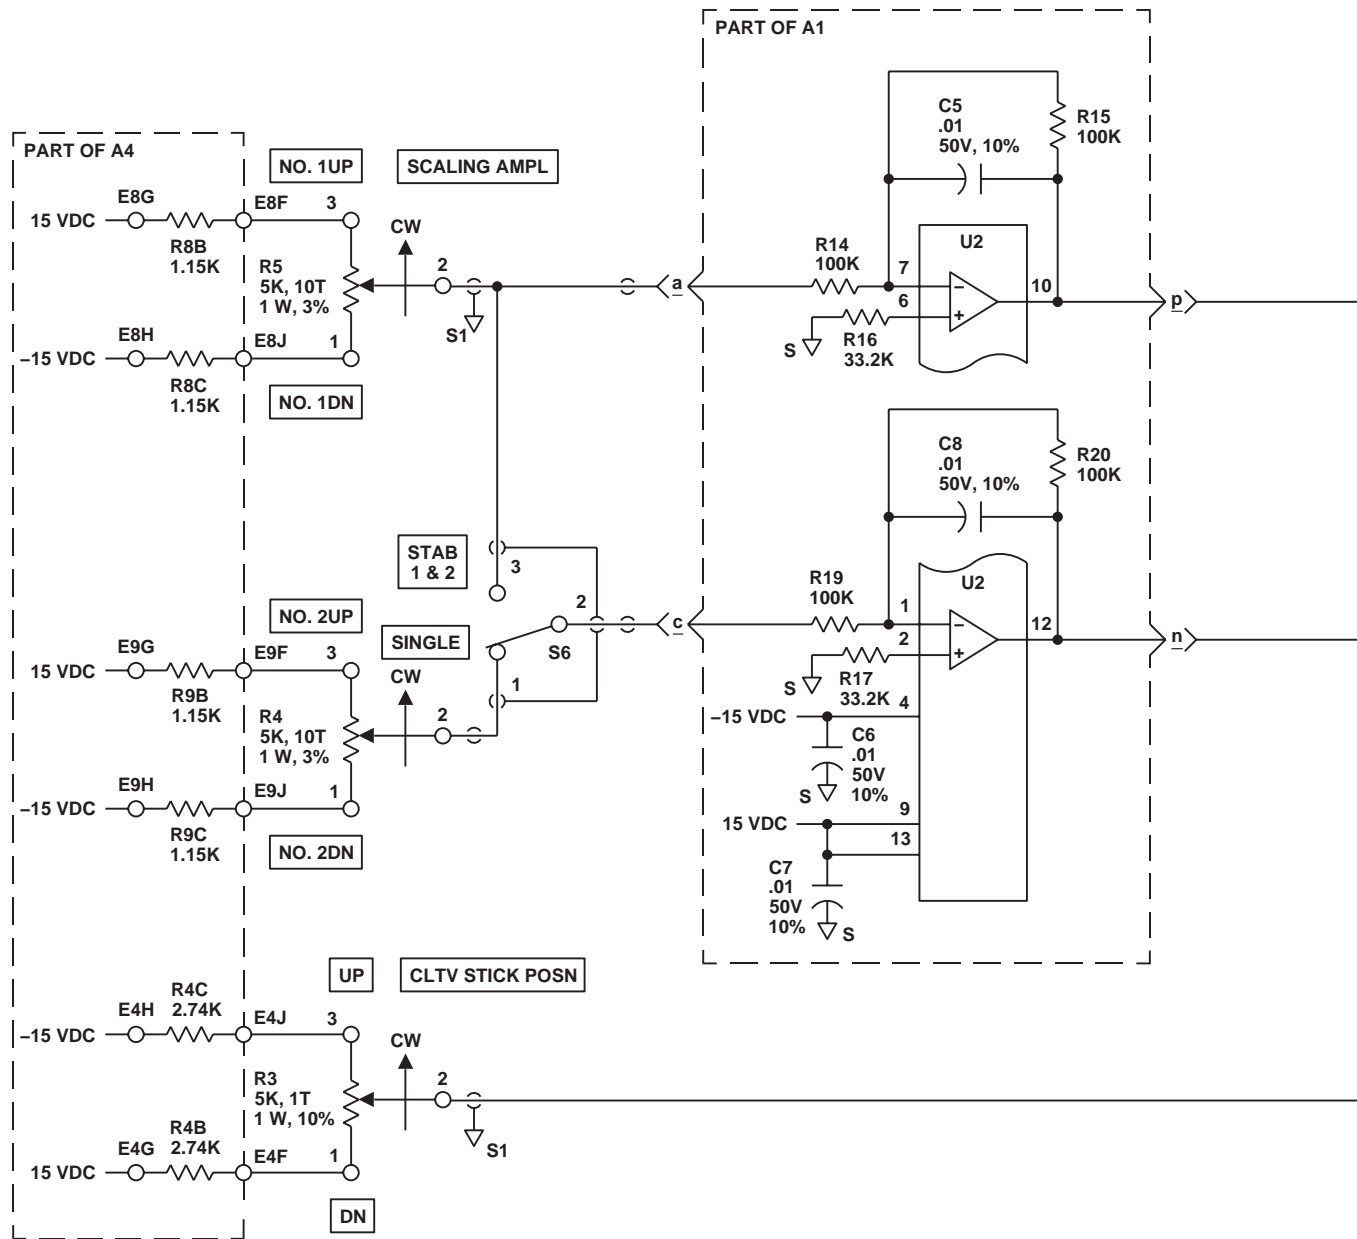 PART OF A1
PART OF A4
NO. 1UP
SCALING AMPL
15 VDC
E8G
R8B
1.15K
E8F
3
R5
5K, 10T
1 W, 3%
CW
2
S1
–15 VDC
E8H
R8C
1.15K
E8J
1
NO. 1DN
a
R14
100K
7
6
S
R16
33.2K
C5
.01
50V, 10%
R15
100K
U2
10
p
STAB
1 & 2
3
2
S6
SINGLE
1
c
R19
100K
1
2
S
R17
33.2K
C8
.01
50V, 10%
R20
100K
U2
12
n
NO. 2UP
15 VDC
E9G
R9B
1.15K
E9F
3
R4
5K, 10T
1 W, 3%
CW
2
–15 VDC
E9H
R9C
1.15K
E9J
1
NO. 2DN
–15 VDC
4
C6
.01
50V
10%
S
15 VDC
9
13
C7
.01
50V
10%
S
UP
CLTV STICK POSN
–15 VDC
E4H
R4C
2.74K
E4J
3
R3
5K, 1T
1 W, 10%
CW
2
S1
15 VDC
E4G
R4B
2.74K
E4F
1
DN